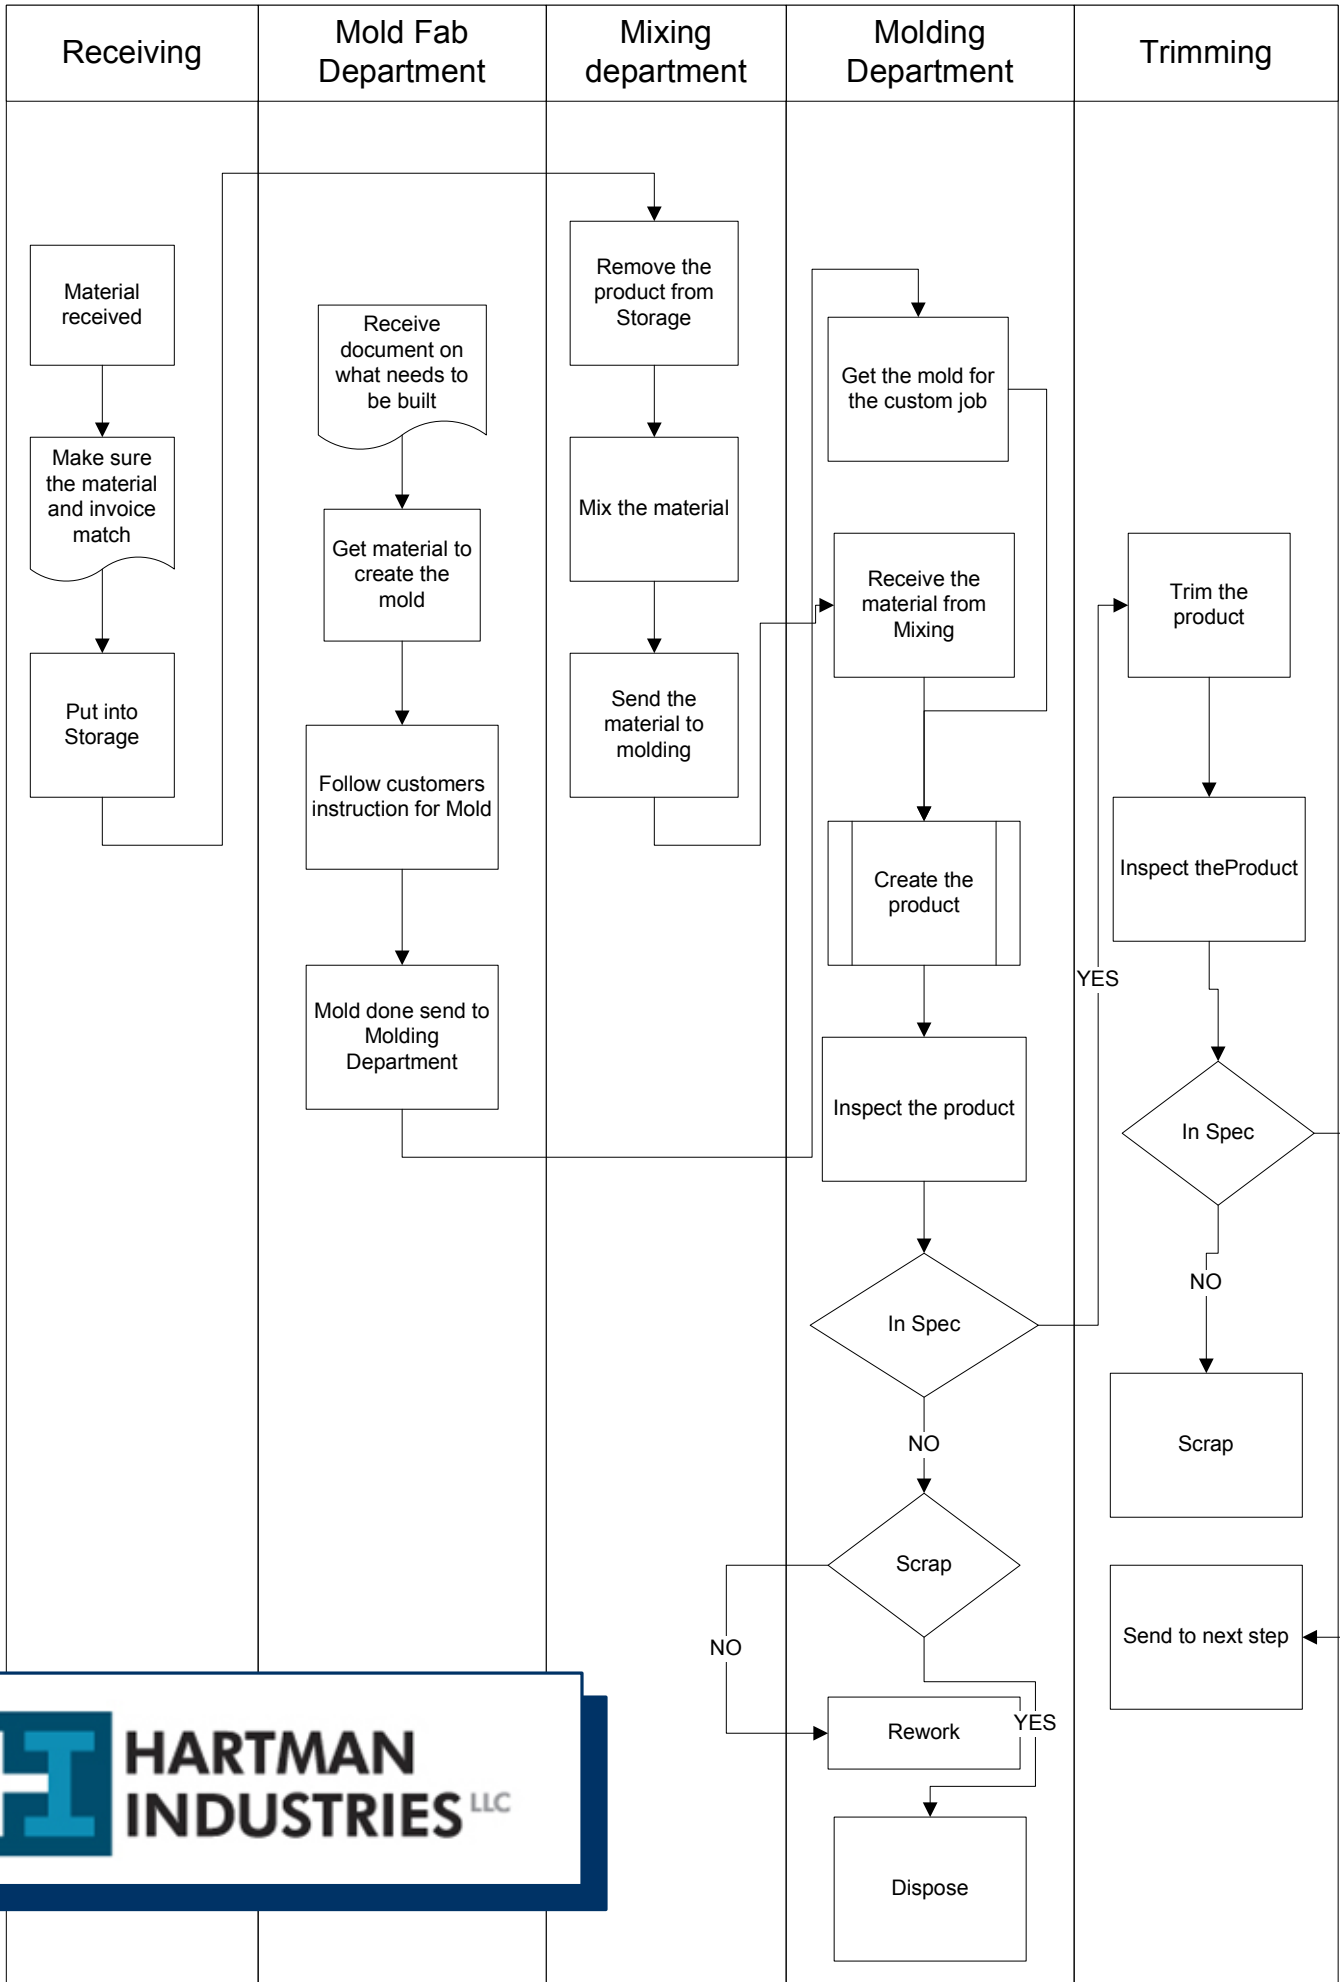 Receiving
Mold Fab
Department
Mixing
department
Molding
Department
Trimming
Material
received
Make sure
the material
and invoice
match
Put into
Storage
Receive
document on
what needs to
be built
Get material to
create the
mold
Follow customers
instruction for Mold
Mold done send to
Molding
Department
Remove the
product from
Storage
Mix the material
Send the
material to
molding
Get the mold for
the custom job
Receive the
material from
Mixing
Create the
product
Inspect the product
In Spec
YES
NO
Scrap
NO
YES
Rework
Dispose
Trim the
product
Inspect theProduct
In Spec
NO
Scrap
Send to next step
HARTMAN
INDUSTRIES LLC